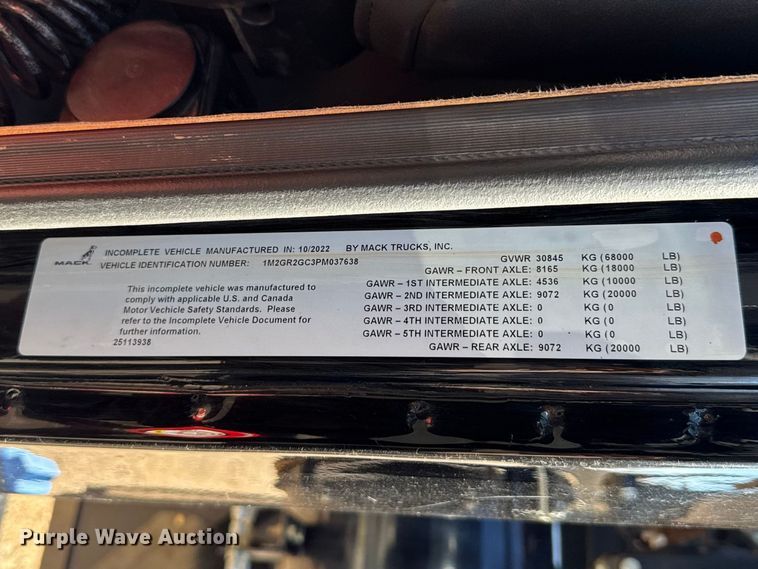 MACK
INCOMPLETE VEHICLE MANUFACTURED IN: 10/2022 BY MACK TRUCKS, INC.
VEHICLE IDENTIFICATION NUMBER: 1M2GR2GC3PM037638
This incomplete vehicle was manufactured to
comply with applicable U.S. and Canada
Motor Vechicle Safety Standards. Please
refer to the Incomplete Vehicle Document for
further information.
25113938
GVWR 30845 KG (68000 LB)
GAWR – FRONT AXLE: 8165 KG (18000 LB)
GAWR – 1ST INTERMEDIATE AXLE: 4536 KG (10000 LB)
GAWR – 2ND INTERMEDIATE AXLE: 9072 KG (20000 LB)
GAWR – 3RD INTERMEDIATE AXLE: 0 KG (0 LB)
GAWR – 4TH INTERMEDIATE AXLE: 0 KG (0 LB)
GAWR – 5TH INTERMEDIATE AXLE: 0 KG (0 LB)
GAWR – REAR AXLE: 9072 KG (20000 LB)
Purple Wave Auction